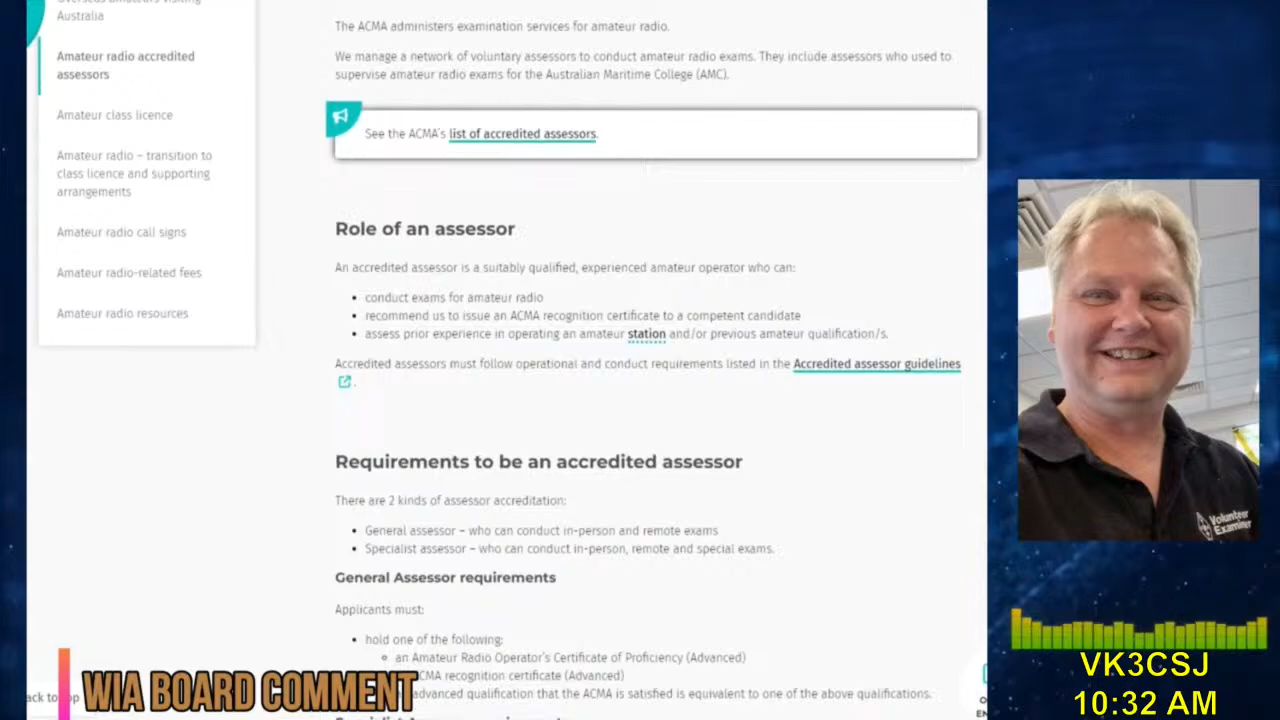 Overseas amateurs visiting
Australia
Amateur radio accredited
assessors
Amateur class licence
Amateur radio – transition to
class licence and supporting
arrangements
Amateur radio call signs
Amateur radio-related fees
Amateur radio resources
The ACMA administers examination services for amateur radio.
We manage a network of voluntary assessors to conduct amateur radio exams. They include assessors who used to
supervise amateur radio exams for the Australian Maritime College (AMC).
See the ACMA's list of accredited assessors.
Role of an assessor
An accredited assessor is a suitably qualified, experienced amateur operator who can:
• conduct exams for amateur radio
• recommend us to issue an ACMA recognition certificate to a competent candidate
• assess prior experience in operating an amateur station and/or previous amateur qualification/s.
Accredited assessors must follow operational and conduct requirements listed in the Accredited assessor guidelines
.
Requirements to be an accredited assessor
There are 2 kinds of assessor accreditation:
• General assessor – who can conduct in-person and remote exams
• Specialist assessor – who can conduct in-person, remote and special exams.
General Assessor requirements
Applicants must:
• hold one of the following:
an Amateur Radio Operator's Certificate of Proficiency (Advanced)
CMA recognition certificate (Advanced)
advanced qualification that the ACMA is satisfied is equivalent to one of the above qualifications.
ack to top
WIA BOARD COMMENT
Volunteer
Examiner
VK3CSJ
10:32 AM